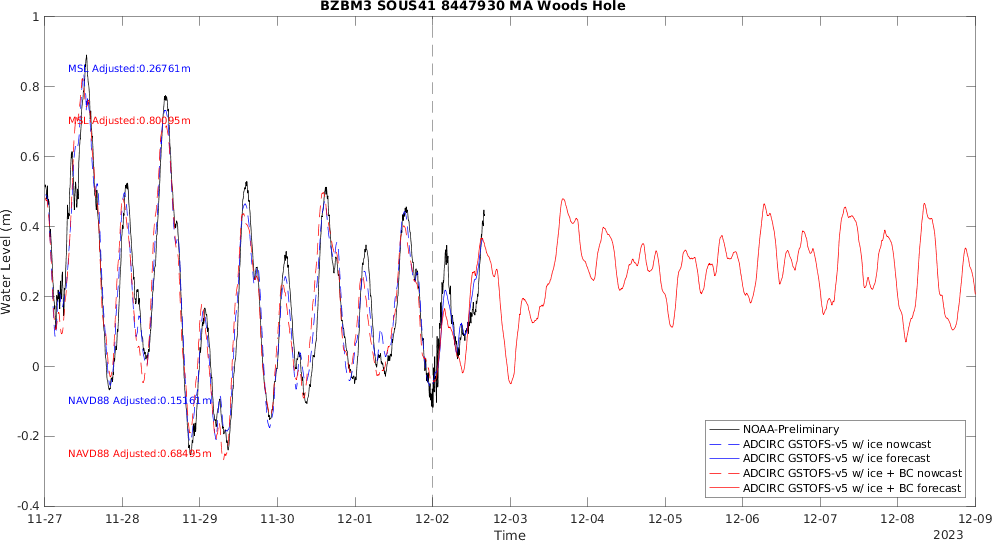 BZBM3 SOUS41 8447930 MA Woods Hole
1
0.8
0.6
0.4
0.2
0
-0.2
-0.4
Water Level (m)
MSL Adjusted:0.26761m
MSL Adjusted:0.80095m
NAVD88 Adjusted:0.15161m
NAVD88 Adjusted:0.68495m
NOAA-Preliminary
ADCIRC GSTOFS-v5 w/ ice nowcast
ADCIRC GSTOFS-v5 w/ ice forecast
ADCIRC GSTOFS-v5 w/ ice + BC nowcast
ADCIRC GSTOFS-v5 w/ ice + BC forecast
11-27 11-28 11-29 11-30 12-01 12-02 12-03 12-04 12-05 12-06 12-07 12-08 12-09
Time
2023